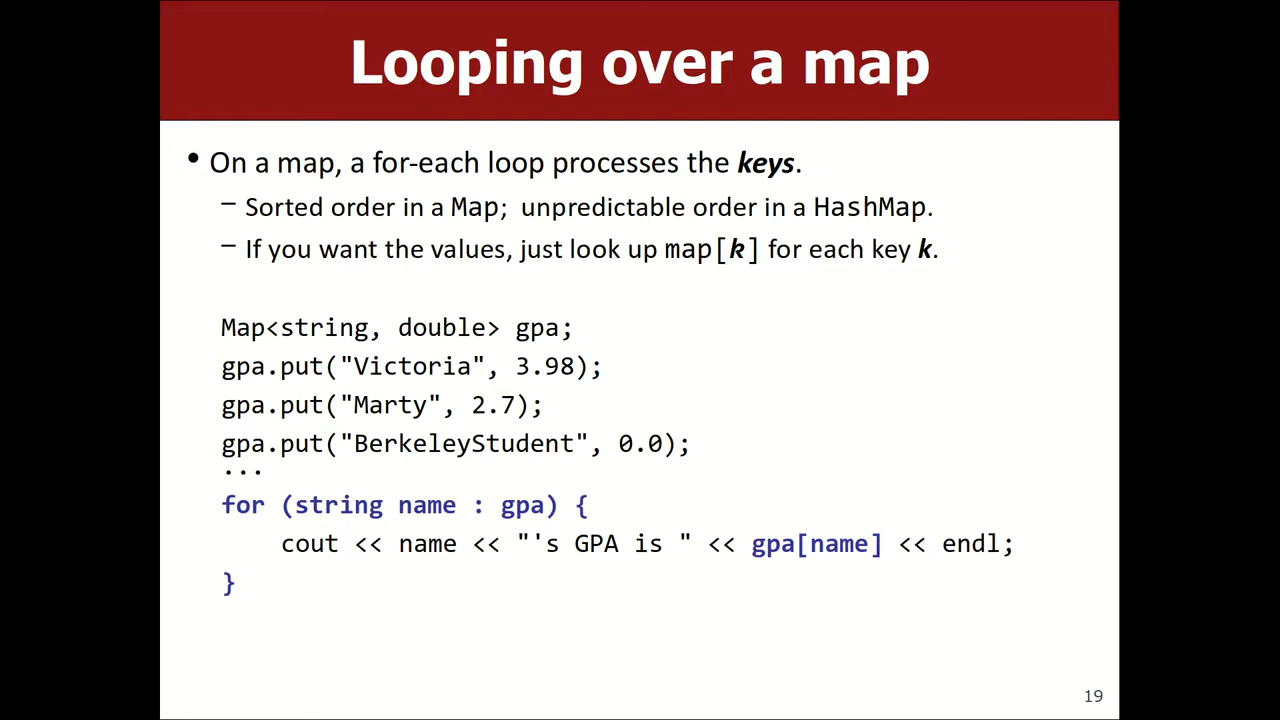 Looping over a map
• On a map, a for-each loop processes the keys.
– Sorted order in a Map; unpredictable order in a HashMap.
– If you want the values, just look up map[k] for each key k.
Map<string, double> gpa;
gpa.put("Victoria", 3.98);
gpa.put("Marty", 2.7);
gpa.put("BerkeleyStudent", 0.0);
...
for (string name : gpa) {
    cout << name << "'s GPA is " << gpa[name] << endl;
}
19